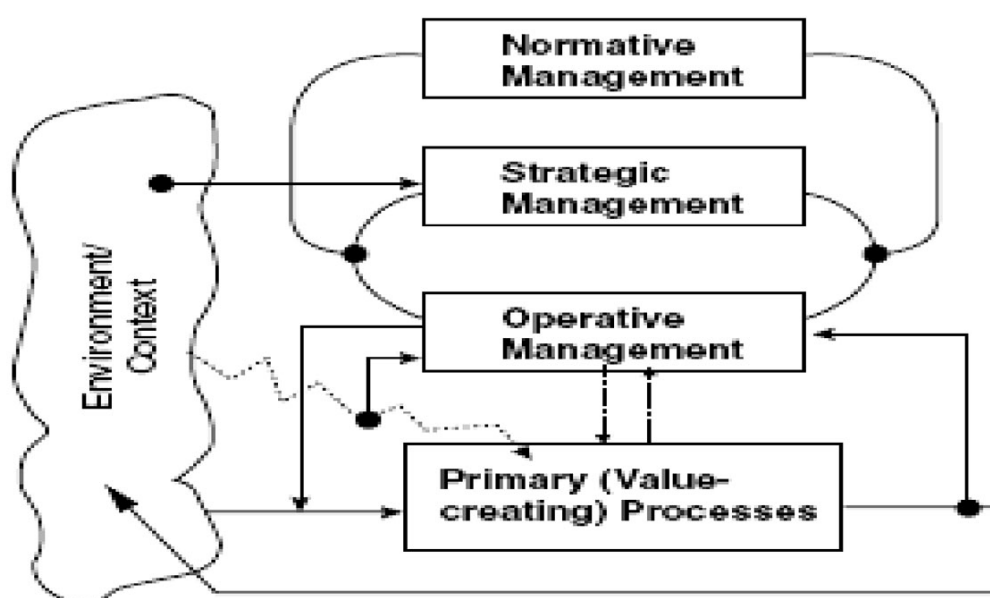 Normative
Management
Strategic
Management
Environment/
Context
Operative
Management
Primary (Value-
creating) Processes